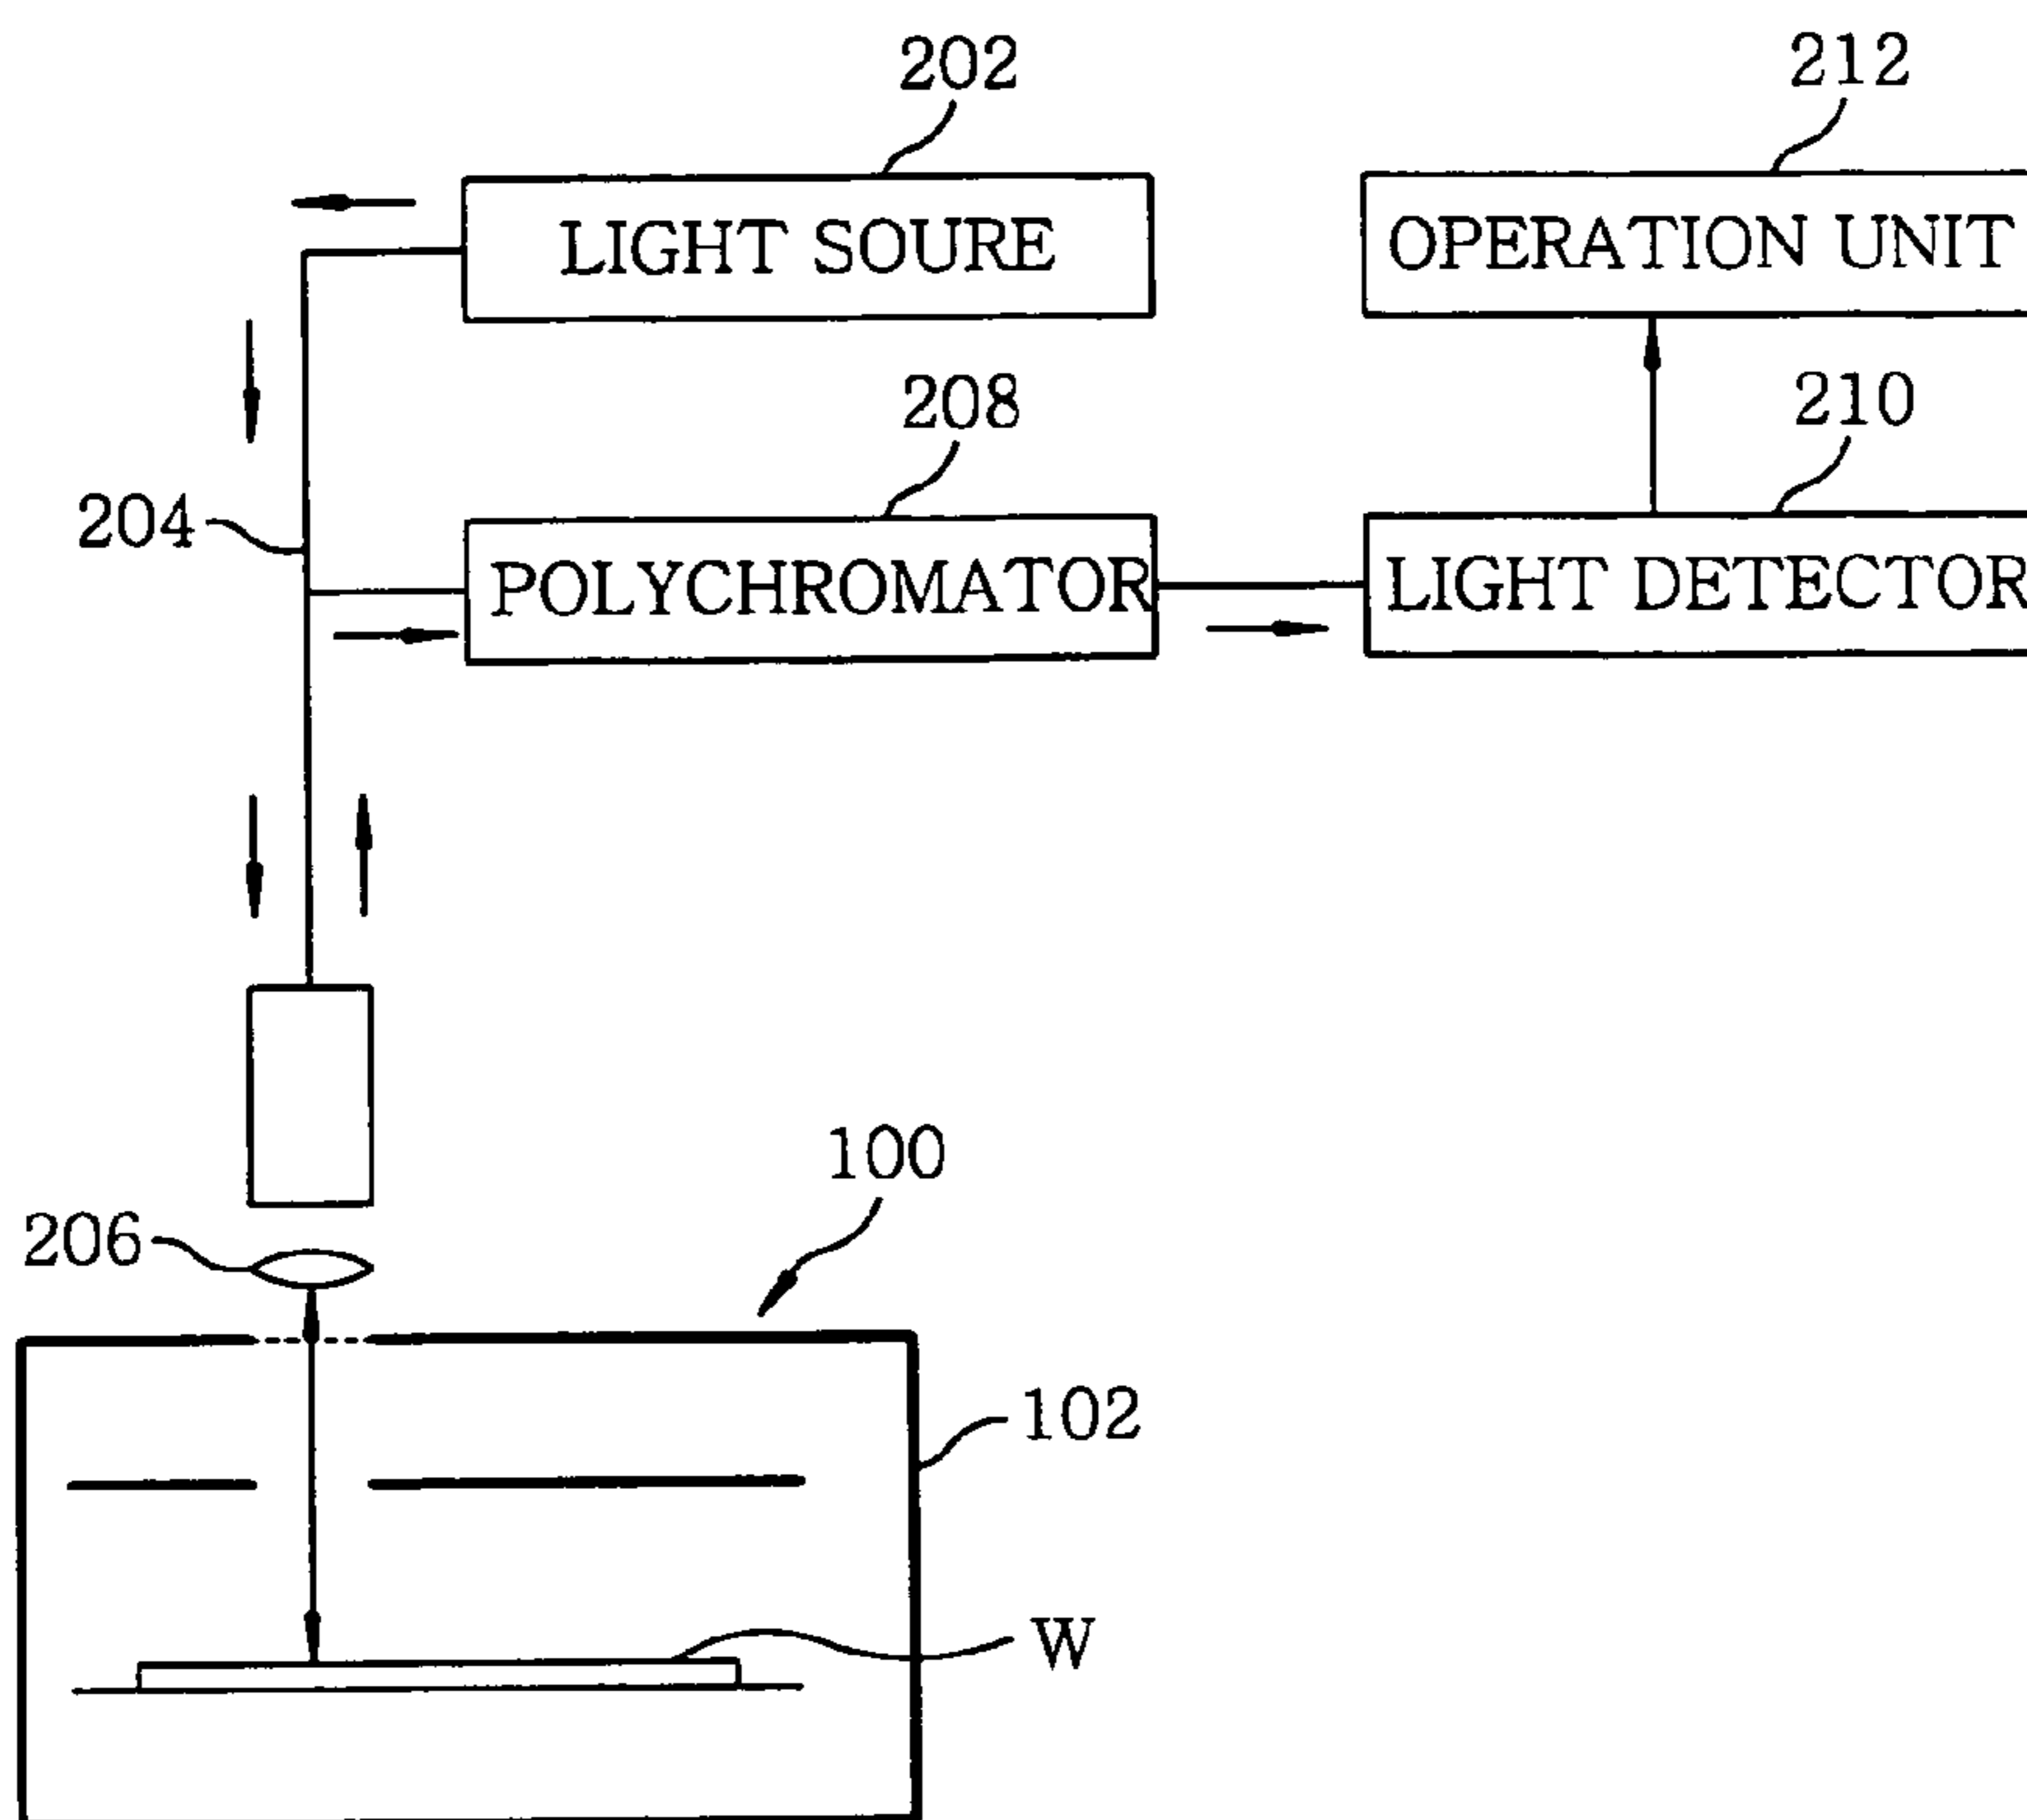 202
212
LIGHT SOURE
OPERATION UNIT
208
210
204
POLYCHROMATOR
LIGHT DETECTOR
100
206
102
W